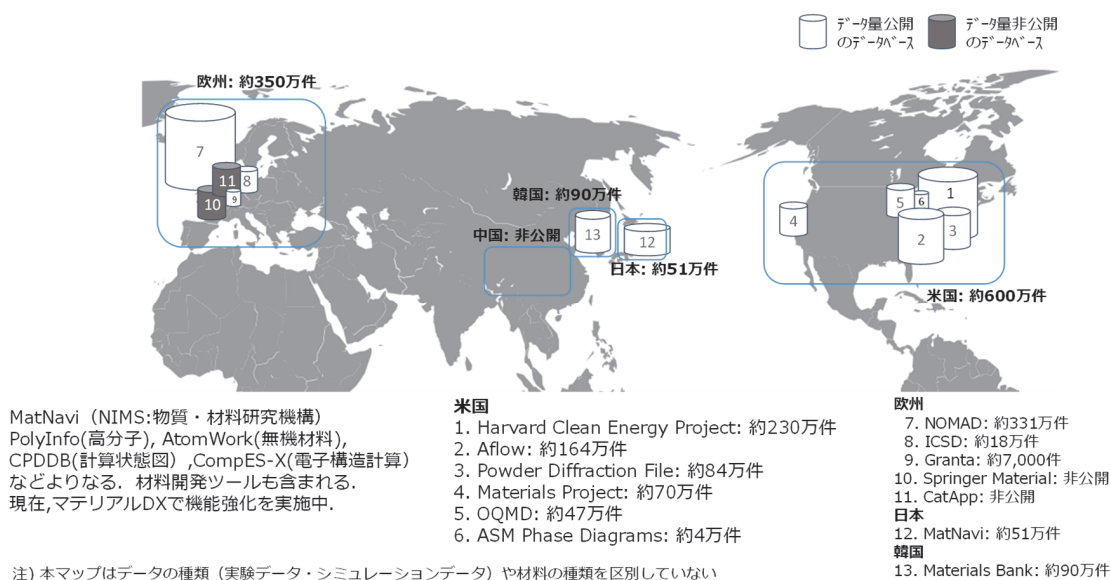 ﾃﾞｰﾀ量公開
のﾃﾞｰﾀﾍﾞｰｽ
ﾃﾞｰﾀ量非公開
のﾃﾞｰﾀﾍﾞｰｽ
欧州: 約350万件
7
11
8
10
9
韓国: 約90万件
13
中国: 非公開
12
日本: 約51万件
1
5
6
4
2
3
米国: 約600万件
MatNavi（NIMS:物質・材料研究機構）
PolyInfo(高分子), AtomWork(無機材料),
CPDDB(計算状態図）,CompES-X(電子構造計算）
などよりなる．材料開発ツールも含まれる．
現在,マテリアルDXで機能強化を実施中．
米国
1. Harvard Clean Energy Project: 約230万件
2. Aflow: 約164万件
3. Powder Diffraction File: 約84万件
4. Materials Project: 約70万件
5. OQMD: 約47万件
6. ASM Phase Diagrams: 約4万件
欧州
7. NOMAD: 約331万件
8. ICSD: 約18万件
9. Granta: 約7,000件
10. Springer Material: 非公開
11. CatApp: 非公開
日本
12. MatNavi: 約51万件
韓国
13. Materials Bank: 約90万件
注) 本マップはデータの種類（実験データ・シミュレーションデータ）や材料の種類を区別していない